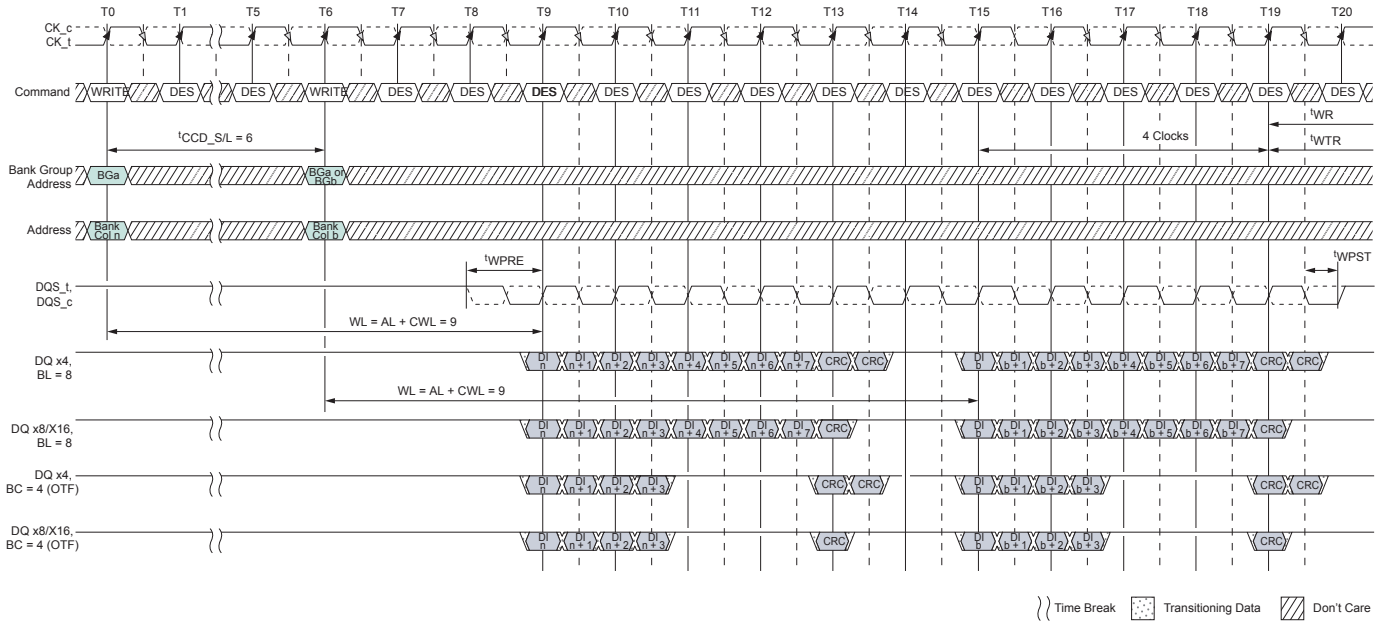 T0 T1 T5 T6 T7 T8 T9 T10 T11 T12 T13 T14 T15 T16 T17 T18 T19 T20
CK_c
CK_t
Command WRITE DES DES WRITE DES DES DES DES DES DES DES DES DES DES DES DES DES DES
tWR
tCCD_S/L = 6
4 Clocks
tWTR
Bank Group
Address
BGa
BGa or
BGb
Address
Bank
Col n
Bank
Col b
tWPRE
tWPST
DQS_t,
DQS_c
WL = AL + CWL = 9
DQ x4,
BL = 8
DI n DI n + 1 DI n + 2 DI n + 3 DI n + 4 DI n + 5 DI n + 6 DI n + 7 CRC CRC DI b DI b + 1 DI b + 2 DI b + 3 DI b + 4 DI b + 5 DI b + 6 DI b + 7 CRC CRC
WL = AL + CWL = 9
DQ x8/X16,
BL = 8
DI n DI n + 1 DI n + 2 DI n + 3 DI n + 4 DI n + 5 DI n + 6 DI n + 7 CRC DI b DI b + 1 DI b + 2 DI b + 3 DI b + 4 DI b + 5 DI b + 6 DI b + 7 CRC
DQ x4,
BC = 4 (OTF)
DI n DI n + 1 DI n + 2 DI n + 3 CRC CRC DI b DI b + 1 DI b + 2 DI b + 3 CRC CRC
DQ x8/X16,
BC = 4 (OTF)
DI n DI n + 1 DI n + 2 DI n + 3 CRC DI b DI b + 1 DI b + 2 DI b + 3 CRC
Time Break Transitioning Data Don't Care